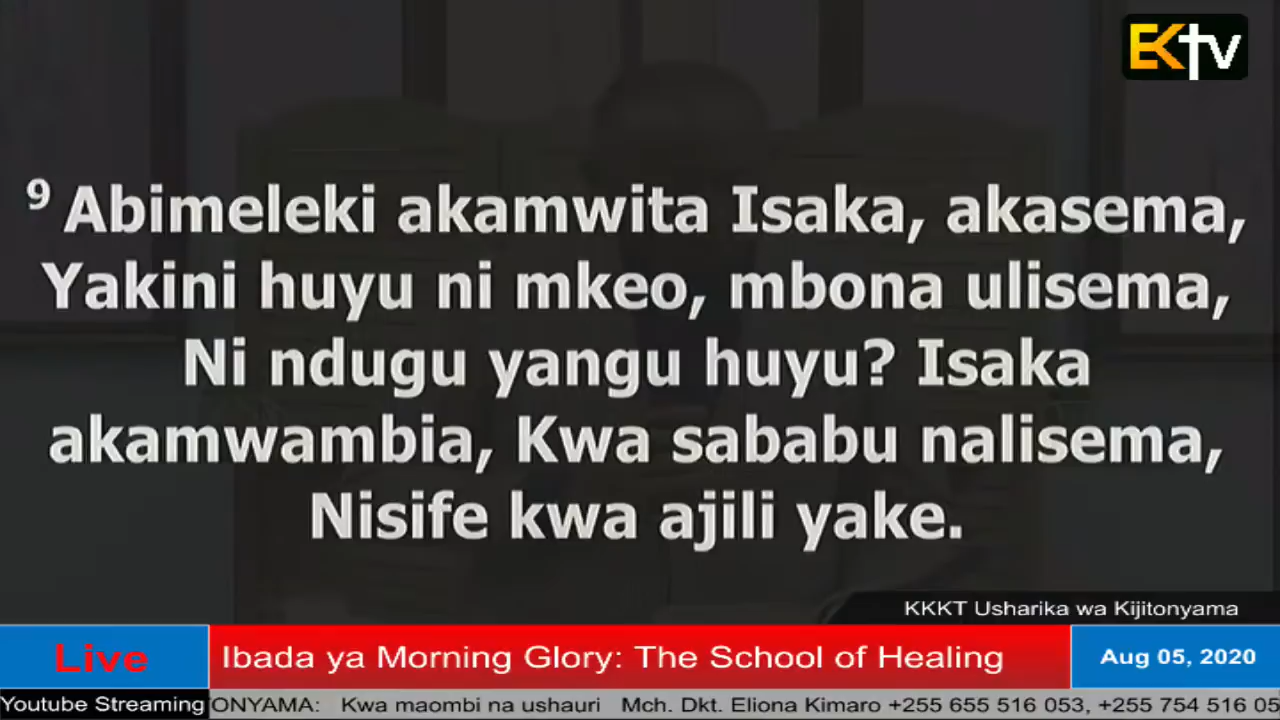 EKtv
9 Abimeleki akamwita Isaka, akasema,
Yakini huyu ni mkeo, mbona ulisema,
Ni ndugu yangu huyu? Isaka
akamwambia, Kwa sababu nalisema,
Nisife kwa ajili yake.
KKKT Usharika wa Kijitonyama
Live
Ibada ya Morning Glory: The School of Healing
Aug 05, 2020
Youtube Streaming
ONYAMA: Kwa maombi na ushauri Mch. Dkt. Eliona Kimaro +255 655 516 053, +255 754 516 05